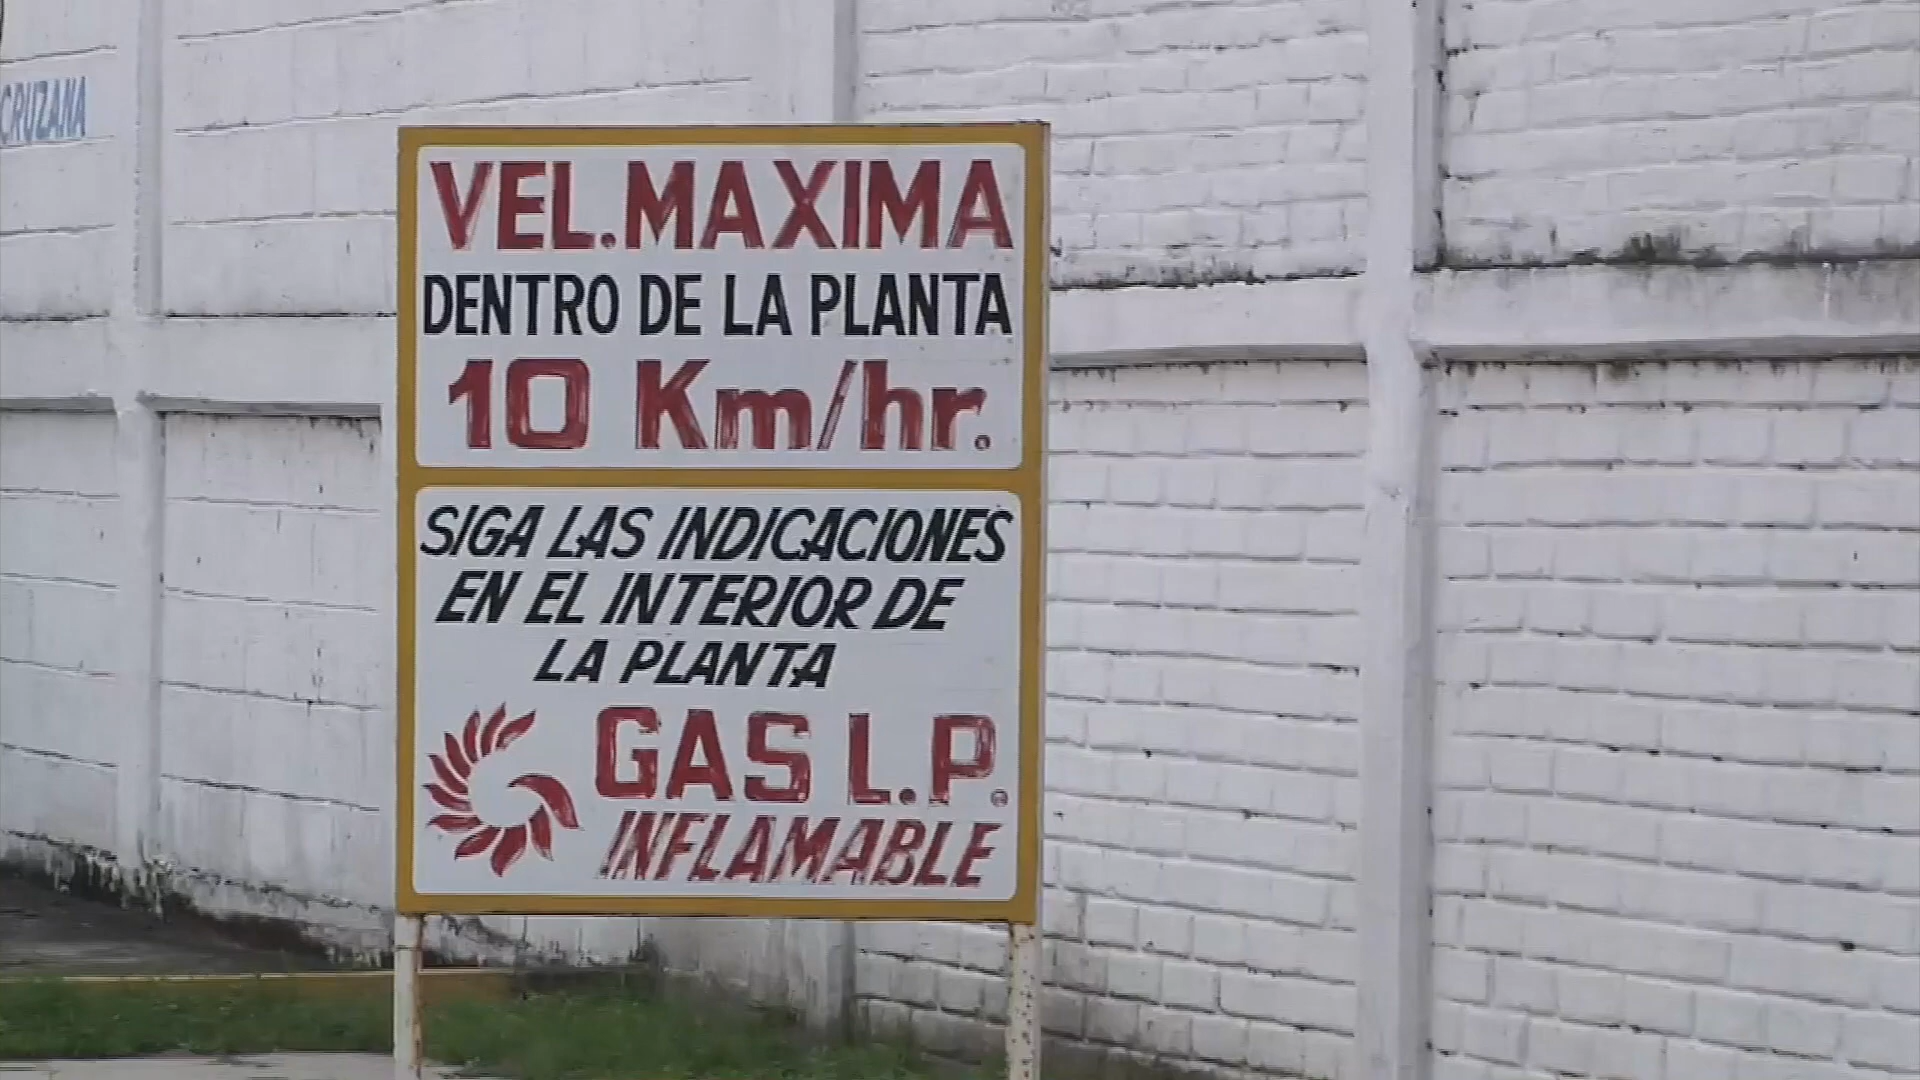 CRUZANA
VEL. MAXIMA
DENTRO DE LA PLANTA
10 Km/hr.
SIGA LAS INDICACIONES
EN EL INTERIOR DE
LA PLANTA
GAS L.P.
INFLAMABLE